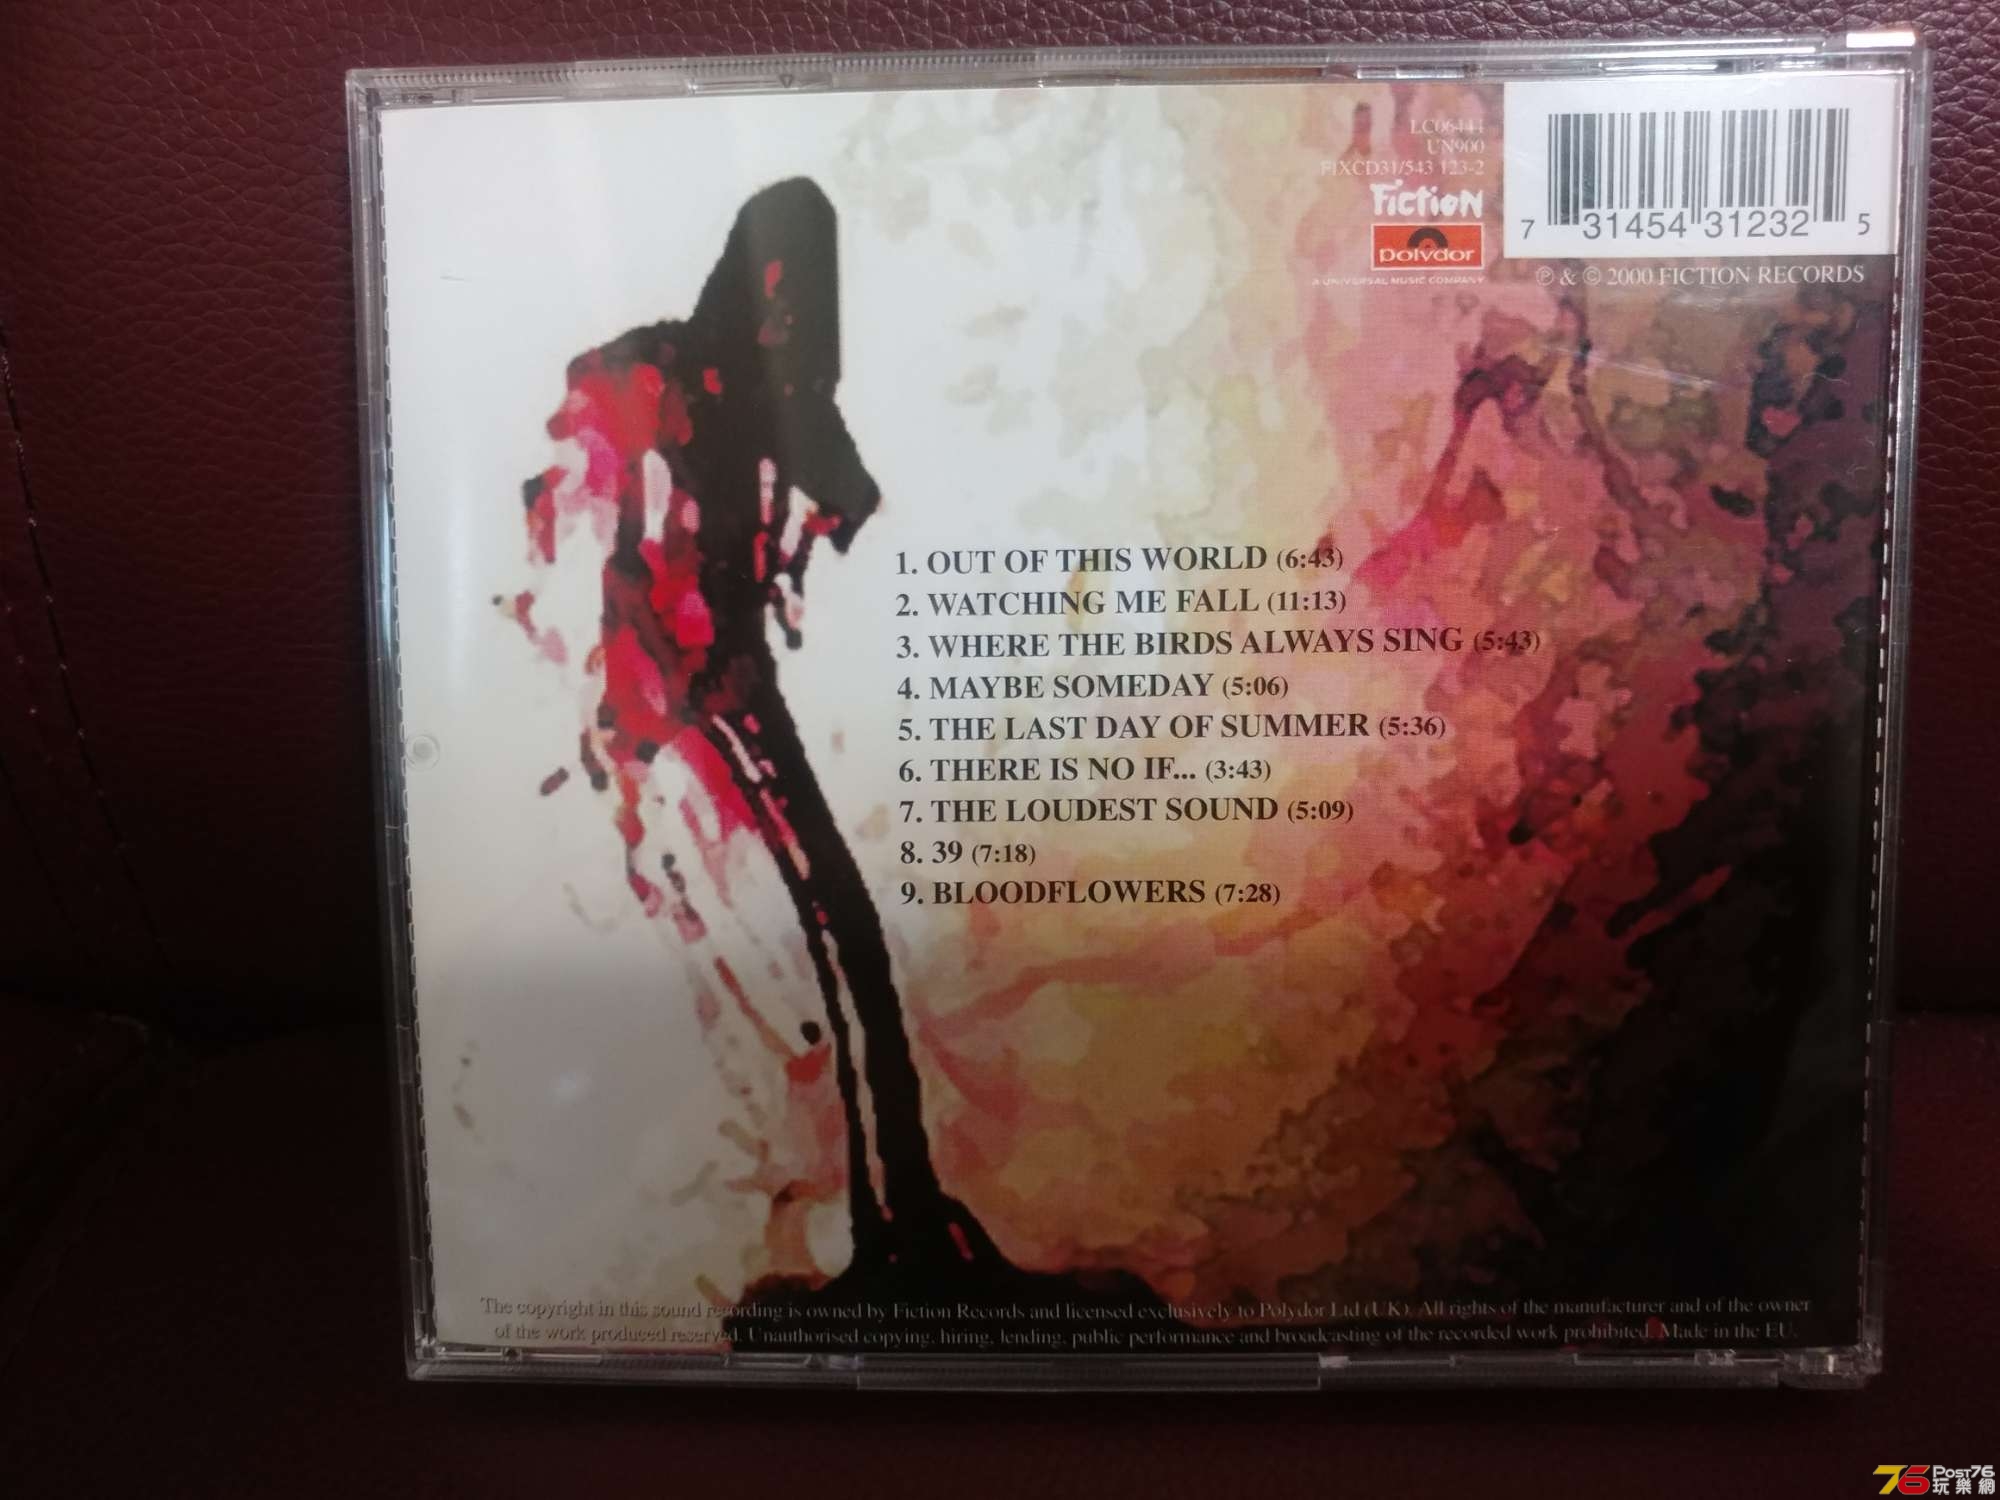 LC06444
UN900
FIXCD31/543 123-2
Fiction
polydor
A UNIVERSAL MUSIC COMPANY
7 31454 31232 5
℗ & © 2000 FICTION RECORDS
1. OUT OF THIS WORLD (6:43)
2. WATCHING ME FALL (11:13)
3. WHERE THE BIRDS ALWAYS SING (5:43)
4. MAYBE SOMEDAY (5:06)
5. THE LAST DAY OF SUMMER (5:36)
6. THERE IS NO IF... (3:43)
7. THE LOUDEST SOUND (5:09)
8. 39 (7:18)
9. BLOODFLOWERS (7:28)
The copyright in this sound recording is owned by Fiction Records and licensed exclusively to Polydor Ltd (UK). All rights of the manufacturer and of the owner
of the work produced reserved. Unauthorised copying, hiring, lending, public performance and broadcasting of the recorded work prohibited. Made in the EU.
76 Post76
玩樂網